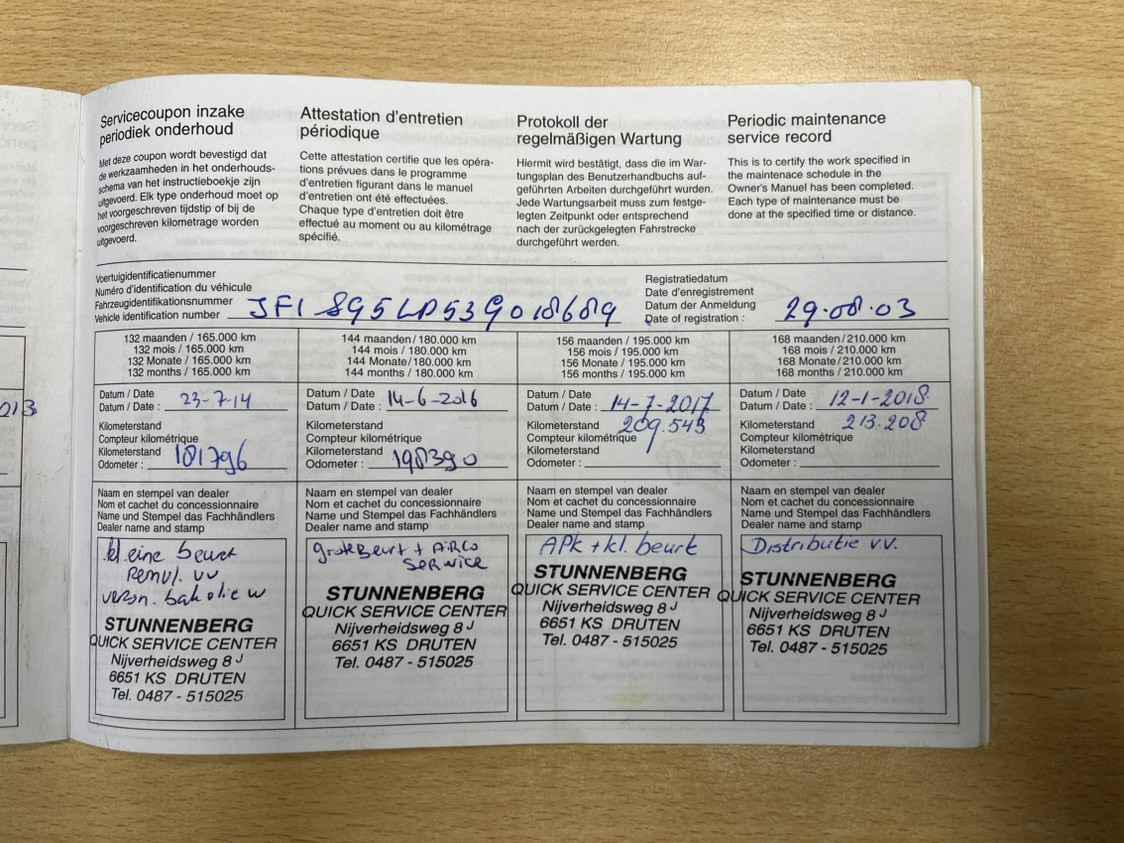 Servicecoupon inzake
periodiek onderhoud
Met deze coupon wordt bevestigd dat
de werkzaamheden in het onderhouds-
schema van het instructieboekje zijn
uitgevoerd. Elk type onderhoud moet op
het voorgeschreven tijdstip of bij de
voorgeschreven kilometrage worden
uitgevoerd.
Attestation d'entretien
périodique
Cette attestation certifie que les opéra-
tions prévues dans le programme
d'entretien figurant dans le manuel
d'entretien ont été effectuées.
Chaque type d'entretien doit être
effectué au moment ou au kilométrage
spécifié.
Protokoll der
regelmäßigen Wartung
Hiermit wird bestätigt, dass die im War-
tungsplan des Benutzerhandbuchs auf-
geführten Arbeiten durchgeführt wurden.
Jede Wartungsarbeit muss zum festge-
legten Zeitpunkt oder entsprechend
nach der zurückgelegten Fahrstrecke
durchgeführt werden.
Periodic maintenance
service record
This is to certify the work specified in
the maintenace schedule in the
Owner's Manual has been completed.
Each type of maintenance must be
done at the specified time or distance.
Voertuigidentificatienummer
Numéro d'identification du véhicule
Fahrzeugidentifikationsnummer
Vehicle identification number JF1SG5LP53G018689
Registratiedatum
Date d'enregistrement
Datum der Anmeldung
Date of registration : 29.08.03
132 maanden / 165.000 km
132 mois / 165.000 km
132 Monate / 165.000 km
132 months / 165.000 km
144 maanden / 180.000 km
144 mois / 180.000 km
144 Monate / 180.000 km
144 months / 180.000 km
156 maanden / 195.000 km
156 mois / 195.000 km
156 Monate / 195.000 km
156 months / 195.000 km
168 maanden / 210.000 km
168 mois / 210.000 km
168 Monate / 210.000 km
168 months / 210.000 km
013
Datum / Date
Datum / Date : 23-7-14
Kilometerstand
Compteur kilométrique
Kilometerstand
Odometer : 181796
Datum / Date
Datum / Date : 14-6-2016
Kilometerstand
Compteur kilométrique
Kilometerstand
Odometer : 198390
Datum / Date
Datum / Date : 14-7-2017
Kilometerstand 209.543
Compteur kilométrique
Kilometerstand
Odometer :
Datum / Date
Datum / Date : 12-1-2018
Kilometerstand 213.208
Compteur kilométrique
Kilometerstand
Odometer :
Naam en stempel van dealer
Nom et cachet du concessionnaire
Name und Stempel das Fachhändlers
Dealer name and stamp
kleine beurt
Remvl. vv
versn. bak olie w
STUNNENBERG
QUICK SERVICE CENTER
Nijverheidsweg 8 J
6651 KS DRUTEN
Tel. 0487 - 515025
Naam en stempel van dealer
Nom et cachet du concessionnaire
Name und Stempel das Fachhändlers
Dealer name and stamp
grote Beurt + AiRCo
SERVICE
STUNNENBERG
QUICK SERVICE CENTER
Nijverheidsweg 8 J
6651 KS DRUTEN
Tel. 0487 - 515025
Naam en stempel van dealer
Nom et cachet du concessionnaire
Name und Stempel das Fachhändlers
Dealer name and stamp
APK + kl. beurt
STUNNENBERG
QUICK SERVICE CENTER
Nijverheidsweg 8 J
6651 KS DRUTEN
Tel. 0487 - 515025
Naam en stempel van dealer
Nom et cachet du concessionnaire
Name und Stempel das Fachhändlers
Dealer name and stamp
Distributie v.v.
STUNNENBERG
QUICK SERVICE CENTER
Nijverheidsweg 8 J
6651 KS DRUTEN
Tel. 0487 - 515025